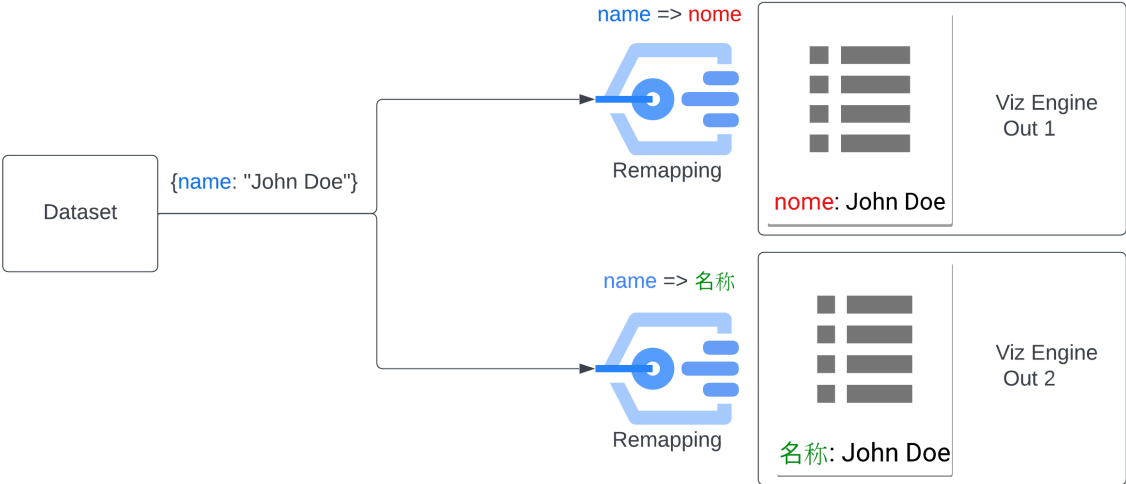 name => nome
Remapping
nome: John Doe
Viz Engine
Out 1
Dataset
{name: "John Doe"}
name => 名称
Remapping
名称: John Doe
Viz Engine
Out 2